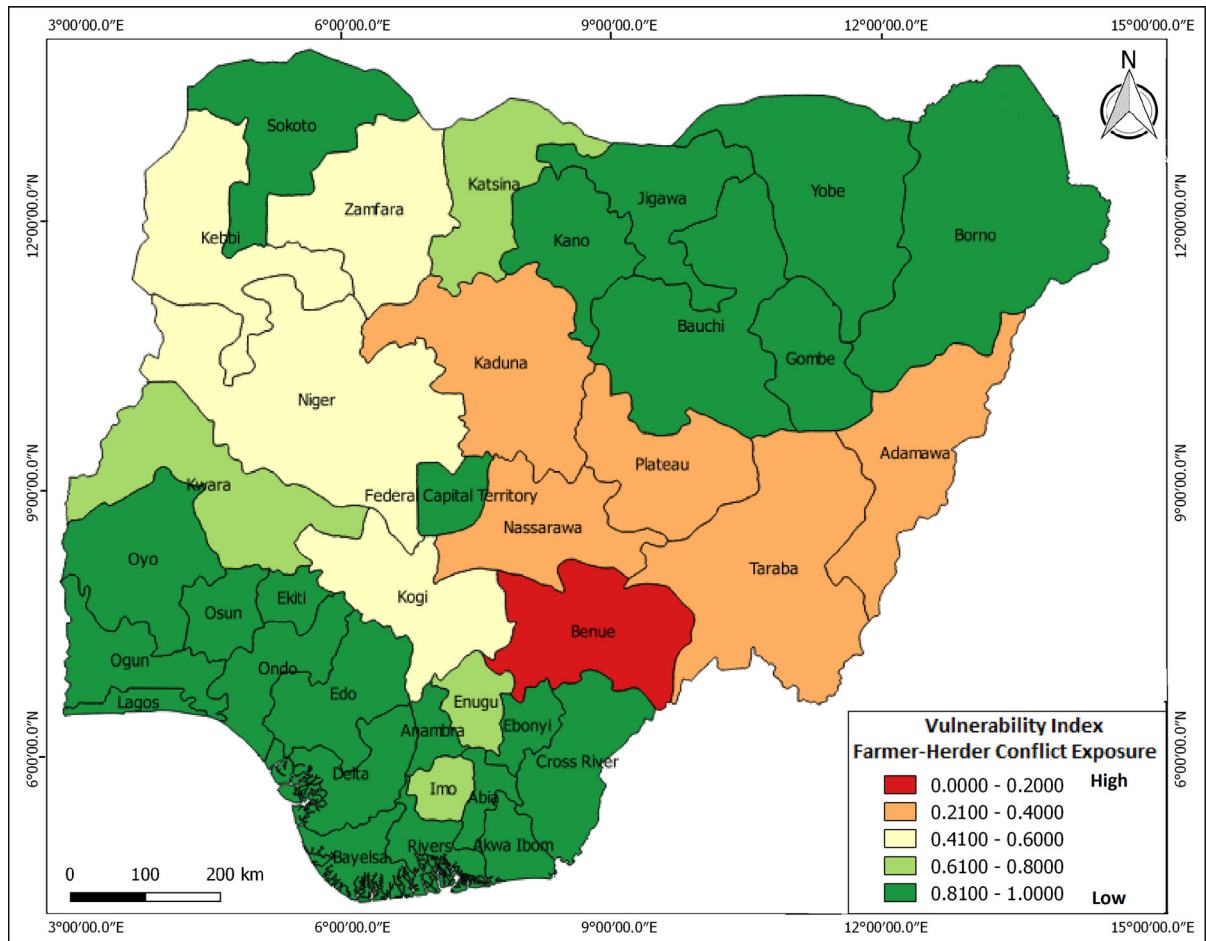 3°00′00.0″E 6°00′00.0″E 9°00′00.0″E 12°00′00.0″E 15°00′00.0″E
N
Sokoto
Katsina
Zamfara
Jigawa
Yobe
Kebbi
Kano
Borno
12°00′00.0″N
12°00′00.0″N
Bauchi
Gombe
Kaduna
Niger
Adamawa
Plateau
Kwara
Federal Capital Territory
9°00′00.0″N
9°00′00.0″N
Nassarawa
Oyo
Taraba
Kogi
Ekiti
Osun
Benue
Ogun
Ondo
Edo
Lagos
Enugu
Anambra
Ebonyi
Cross River
6°00′00.0″N
6°00′00.0″N
Delta
Imo
Abia
Rivers
Akwa Ibom
Bayelsa
Vulnerability Index
Farmer-Herder Conflict Exposure
0.0000 - 0.2000 High
0.2100 - 0.4000
0.4100 - 0.6000
0.6100 - 0.8000
0.8100 - 1.0000 Low
0 100 200 km
3°00′00.0″E 6°00′00.0″E 9°00′00.0″E 12°00′00.0″E 15°00′00.0″E